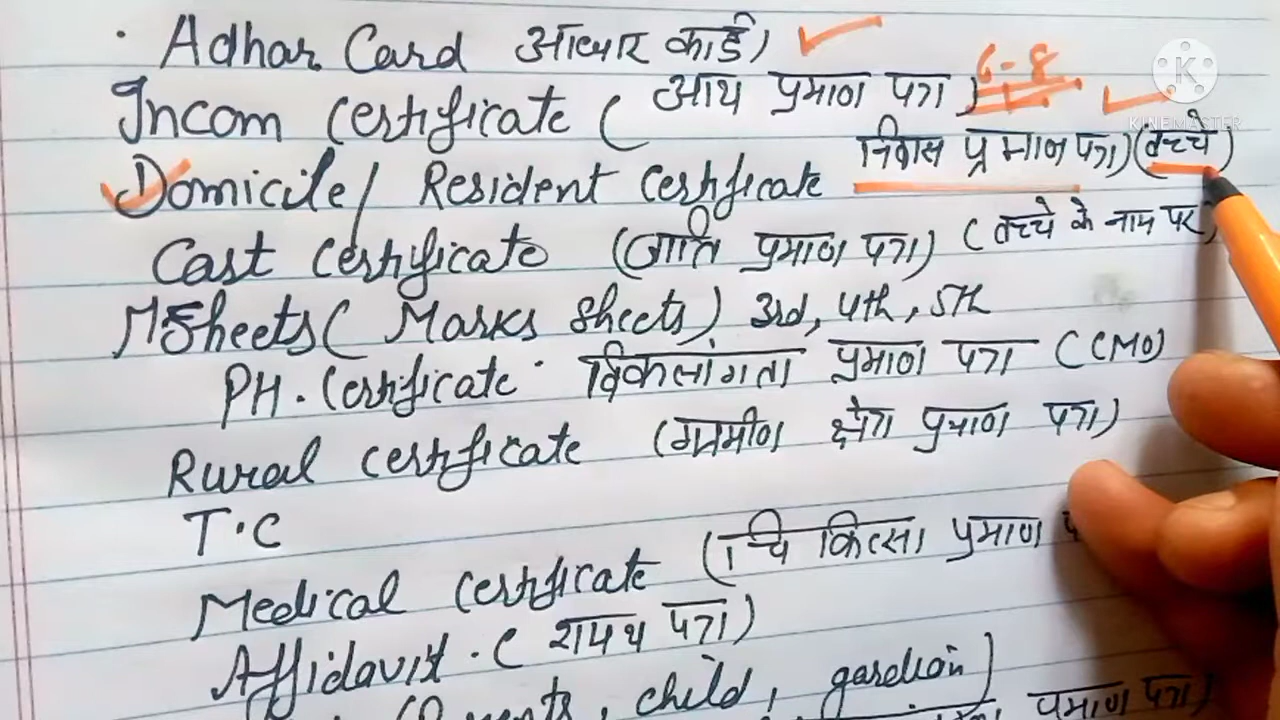 Adhar Card आधार कार्ड)
Incom Certificate ( आय प्रमाण पत्र ) 6-8
K
KINEMASTER
Domicile/ Resident Certificate निवास प्रमाण पत्र) (बच्चे)
Cast Certificate (जाति प्रमाण पत्र) (बच्चे के नाम पर)
MSheets ( Marks Sheets) 3rd, 4th, 5th
PH. Certificate विकलांगता प्रमाण पत्र (CMO)
Rural Certificate (ग्रामीण क्षेत्र प्रमाण पत्र)
T.C
Medical Certificate (चिकित्सा प्रमाण
Affidavit. ( शपथ पत्र)
child, gardion)
प्रमाण पत्र)